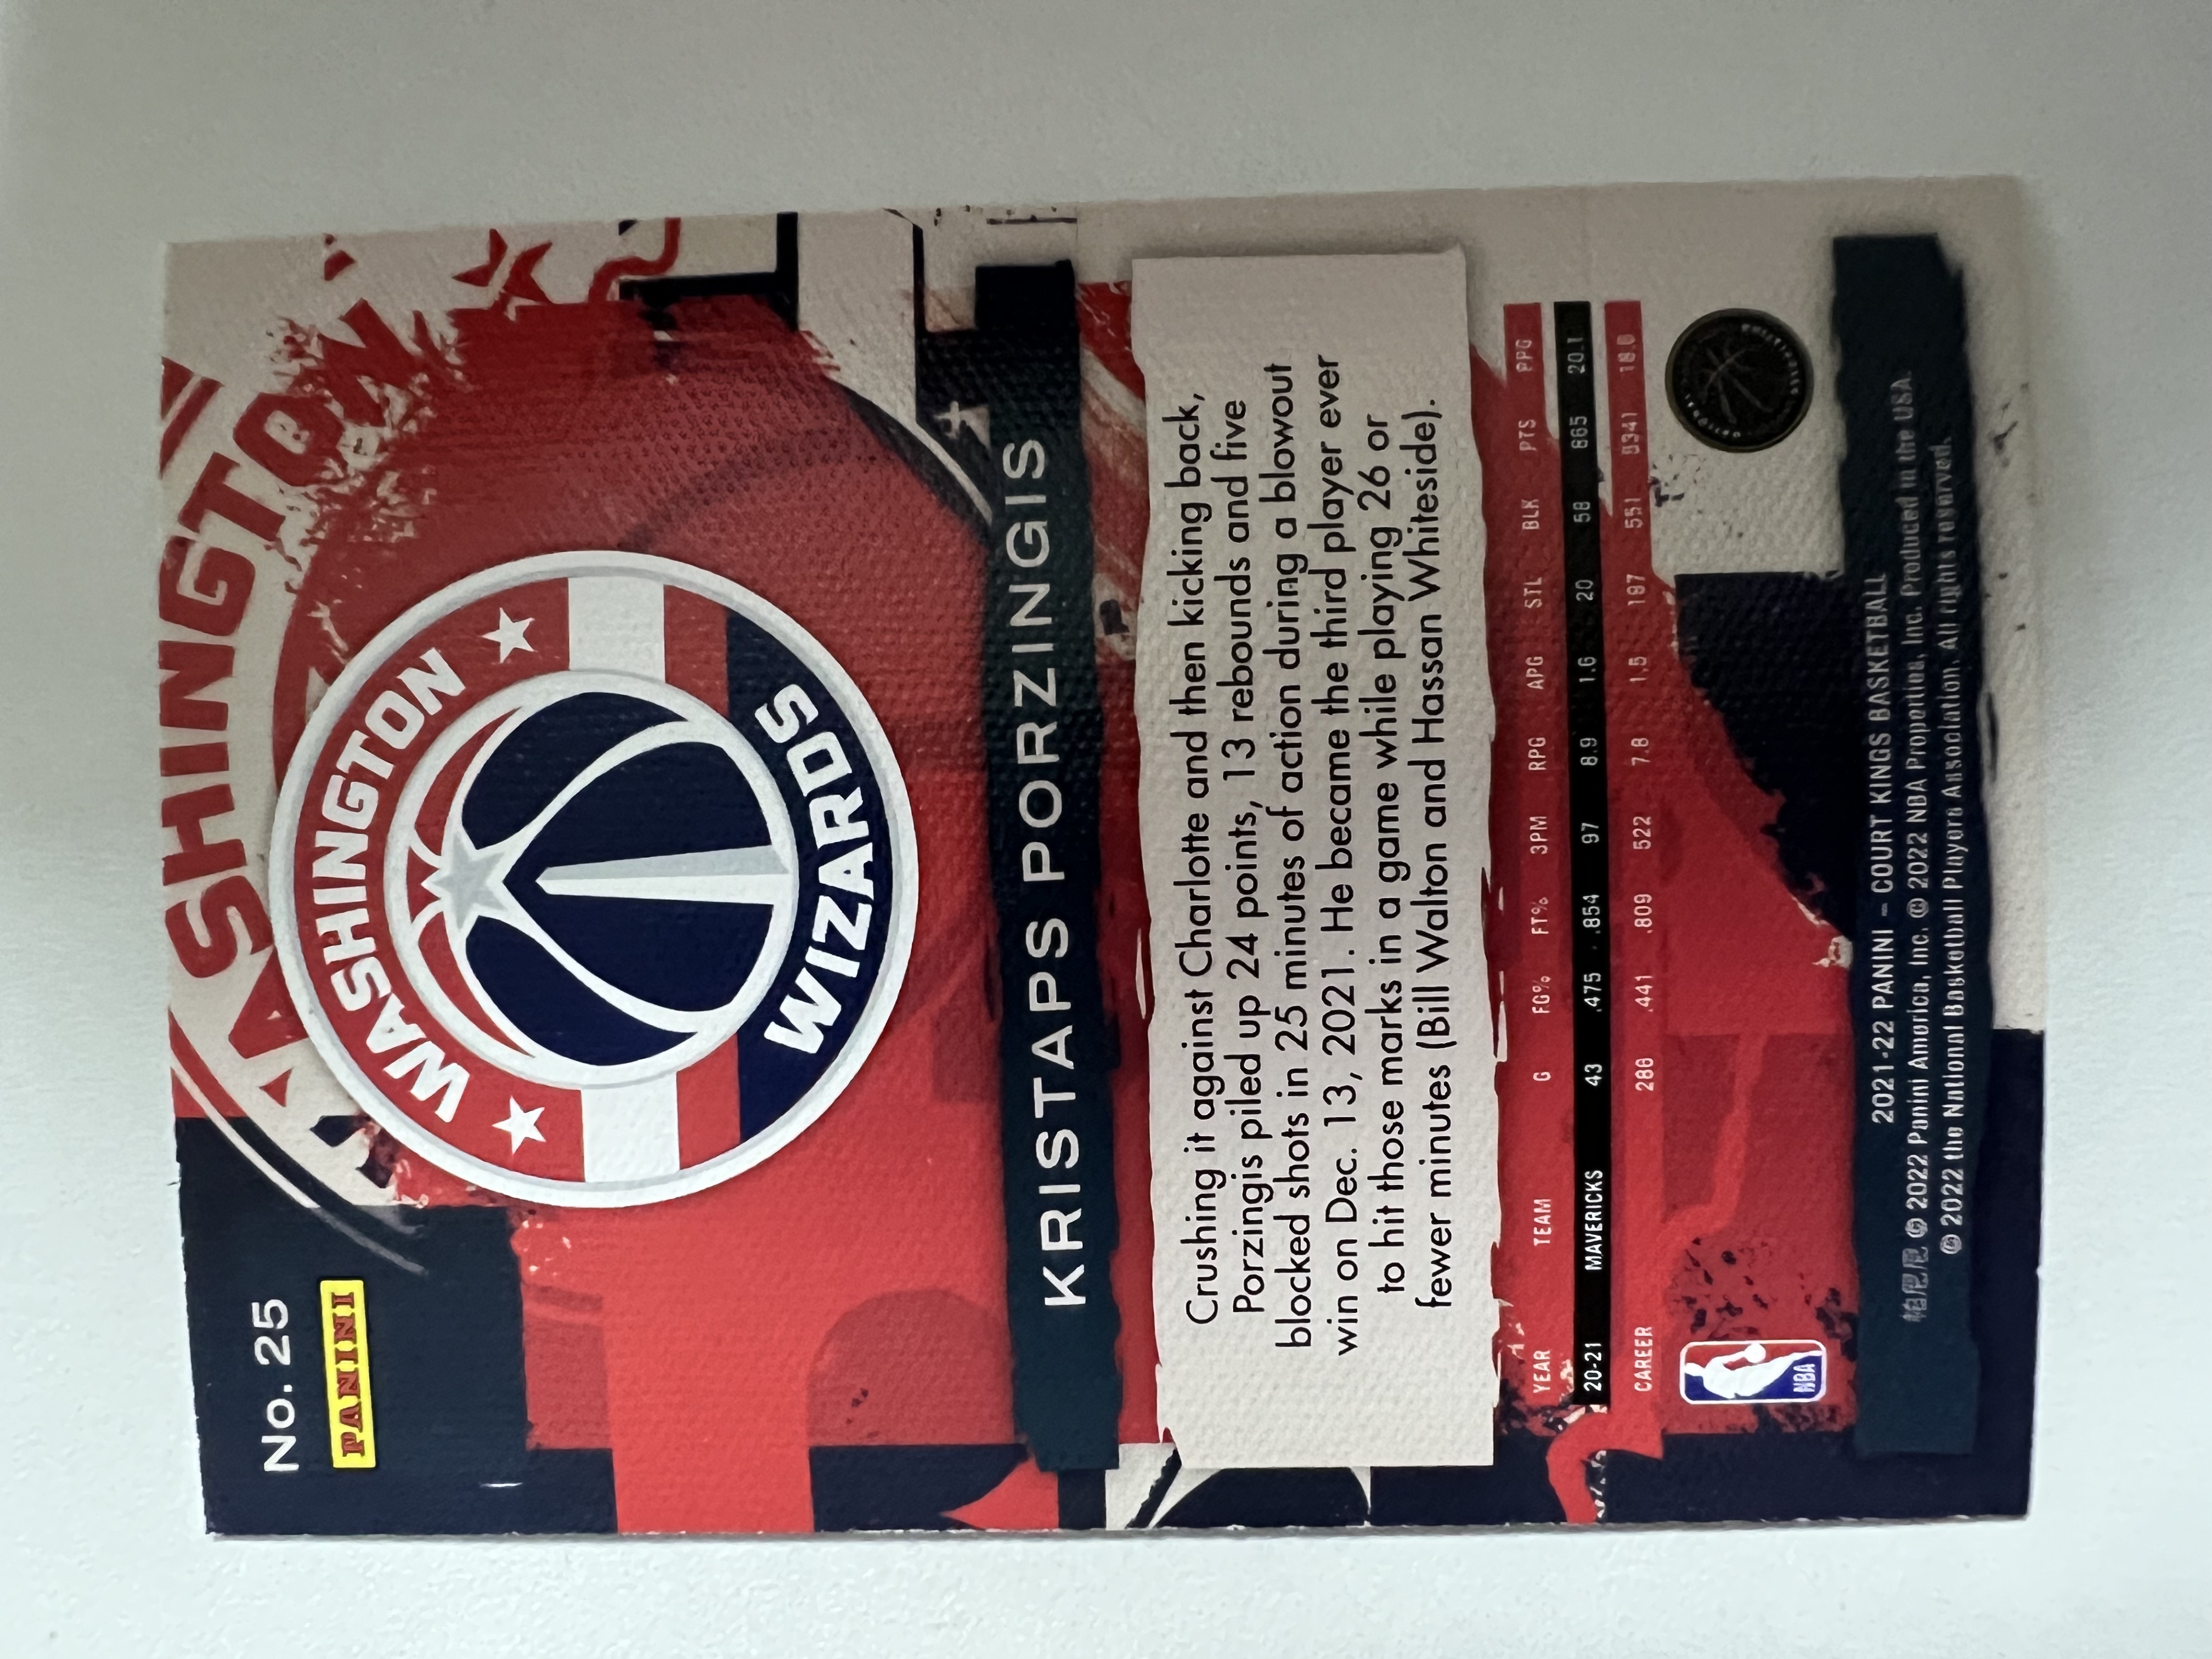 No. 25
PANINI
WASHINGTON
WASHINGTON
WIZARDS
KRISTAPS PORZINGIS
Crushing it against Charlotte and then kicking back,
Porzingis piled up 24 points, 13 rebounds and five
blocked shots in 25 minutes of action during a blowout
win on Dec. 13, 2021. He became the third player ever
to hit those marks in a game while playing 26 or
fewer minutes (Bill Walton and Hassan Whiteside).
YEAR TEAM G FG% FT% 3PM RPG APG STL BLK PTS PPG
20-21 MAVERICKS 43 .475 .854 97 8.9 1.6 20 58 865 20.1
CAREER 286 .441 .809 522 7.8 1.5 197 551
NBA
2021-22 PANINI – COURT KINGS BASKETBALL
帕尼尼 © 2022 Panini America, Inc. © 2022 NBA Properties, Inc. Produced in the USA.
© 2022 the National Basketball Players Association. All rights reserved.